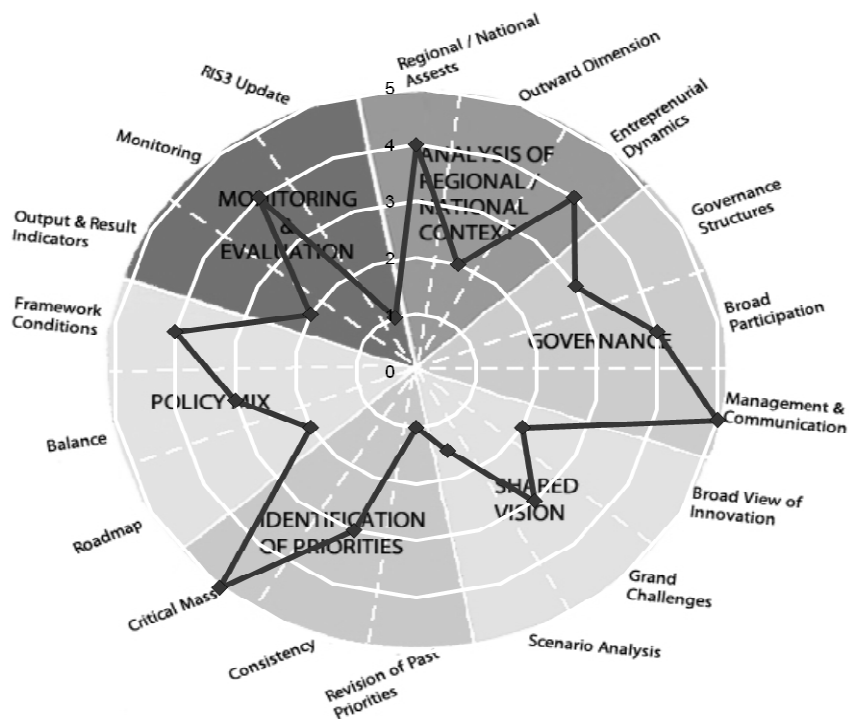 Regional / National
Assests
Outward Dimension
Entreprenurial
Dynamics
Governance
Structures
Broad
Participation
Management &
Communication
Broad View of
Innovation
Grand
Challenges
Scenario Analysis
Revision of Past
Priorities
Consistency
Critical Mass
Roadmap
Balance
Framework
Conditions
Output & Result
Indicators
Monitoring
RIS3 Update
5
4
3
2
1
0
ANALYSIS OF
REGIONAL /
NATIONAL
CONTEXT
GOVERNANCE
SHARED
VISION
IDENTIFICATION
OF PRIORITIES
POLICY MIX
MONITORING
&
EVALUATION